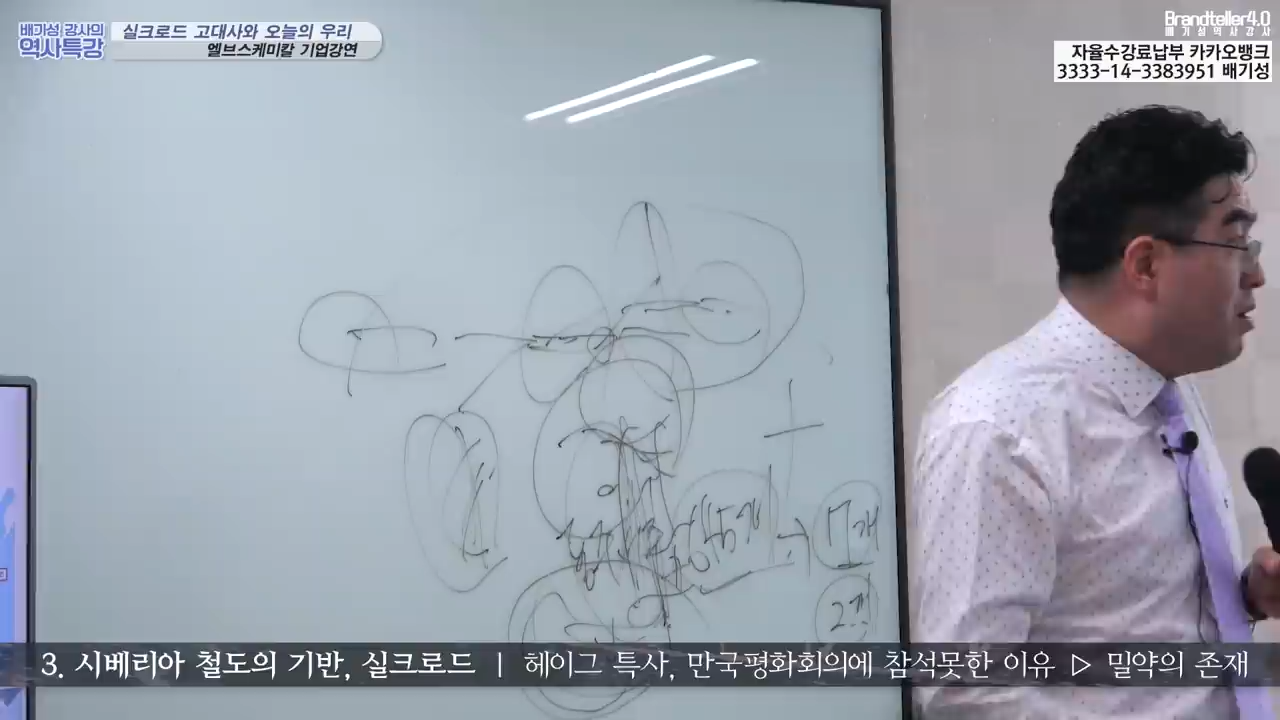 배기성 강사의
역사특강
실크로드 고대사와 오늘의 우리
엘브스케미칼 기업강연
Brandteller4.0
배기성역사강사
자율수강료납부 카카오뱅크
3333-14-3383951 배기성
7개
2개
3. 시베리아 철도의 기반, 실크로드 | 헤이그 특사, 만국평화회의에 참석못한 이유 ▷ 밀약의 존재